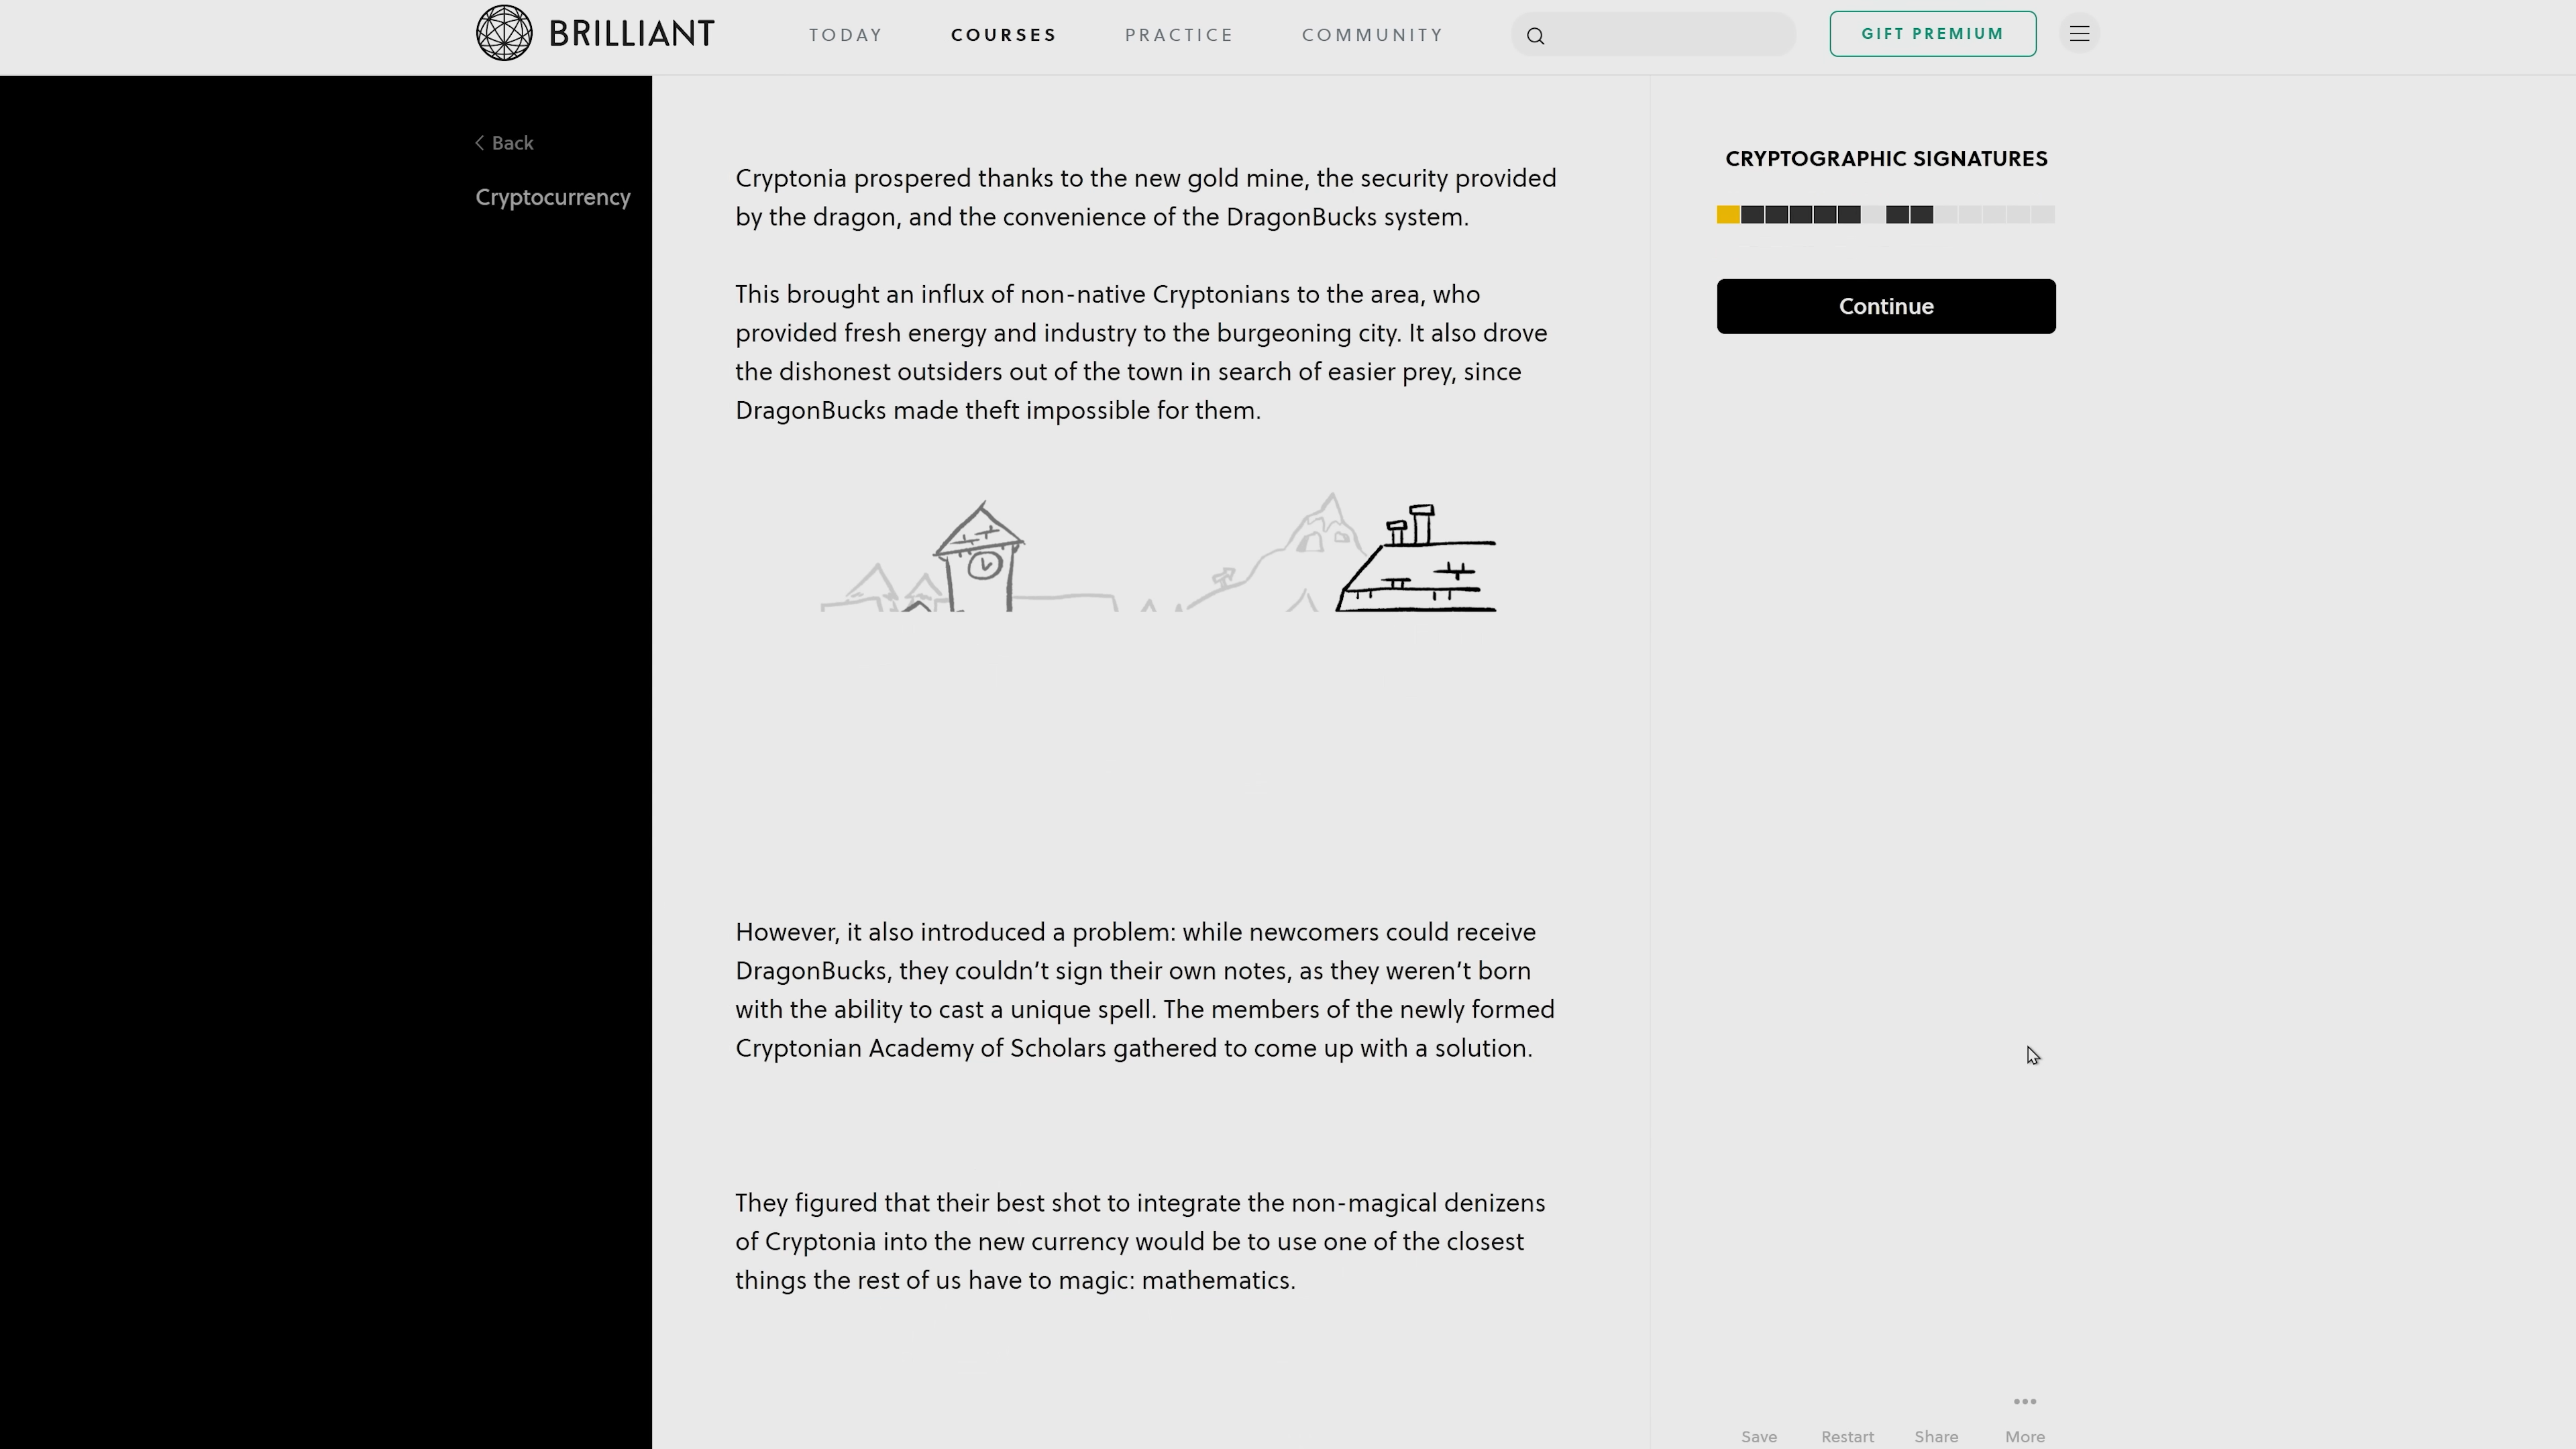 BRILLIANT
TODAY
COURSES
PRACTICE
COMMUNITY
GIFT PREMIUM
Back
Cryptocurrency
Cryptonia prospered thanks to the new gold mine, the security provided
by the dragon, and the convenience of the DragonBucks system.
This brought an influx of non-native Cryptonians to the area, who
provided fresh energy and industry to the burgeoning city. It also drove
the dishonest outsiders out of the town in search of easier prey, since
DragonBucks made theft impossible for them.
However, it also introduced a problem: while newcomers could receive
DragonBucks, they couldn’t sign their own notes, as they weren’t born
with the ability to cast a unique spell. The members of the newly formed
Cryptonian Academy of Scholars gathered to come up with a solution.
They figured that their best shot to integrate the non-magical denizens
of Cryptonia into the new currency would be to use one of the closest
things the rest of us have to magic: mathematics.
CRYPTOGRAPHIC SIGNATURES
Continue
Save
Restart
Share
More